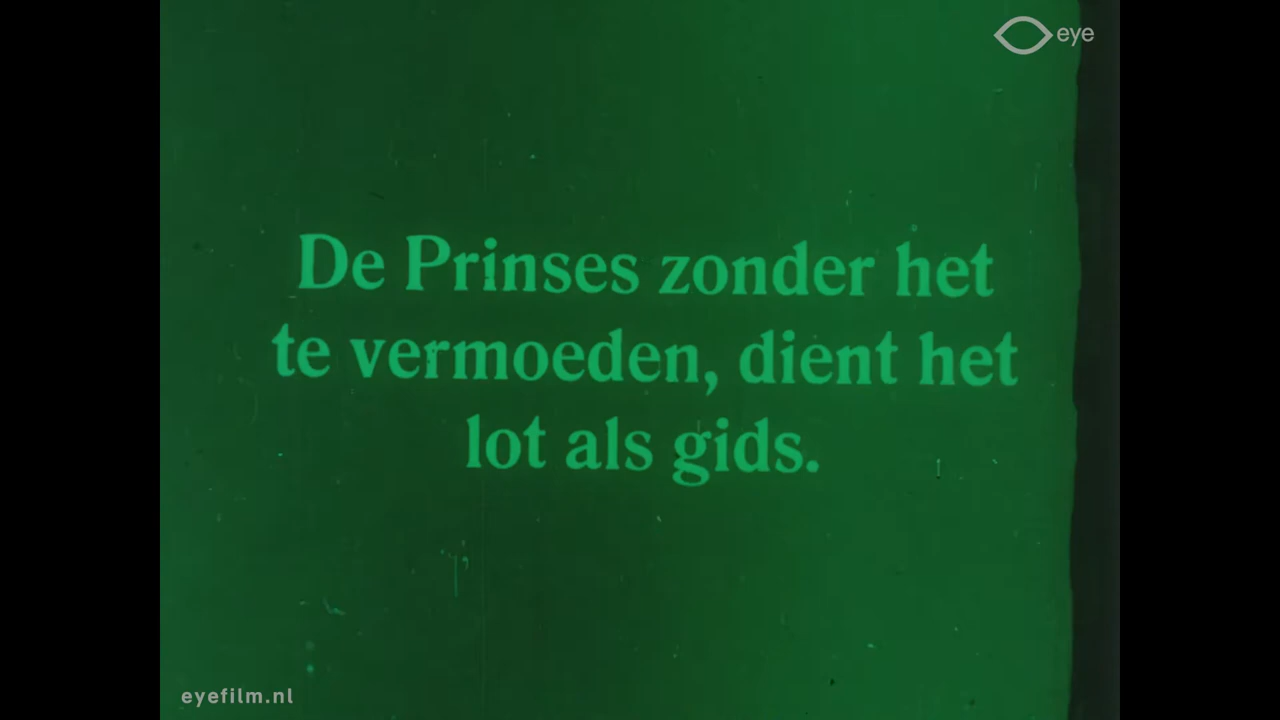 eye
De Prinses zonder het
te vermoeden, dient het
lot als gids.
eyefilm.nl